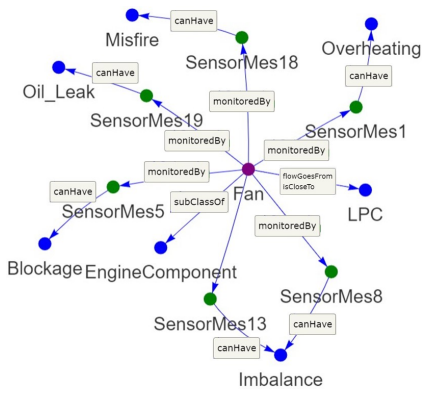 canHave
Misfire
Overheating
SensorMes18
canHave
canHave
Oil_Leak
monitoredBy
SensorMes19
SensorMes1
monitoredBy
monitoredBy
canHave
monitoredBy
flowGoesFrom
isCloseTo
SensorMes5
subClassOf
Fan
LPC
monitoredBy
Blockage
EngineComponent
SensorMes8
SensorMes13
canHave
canHave
Imbalance